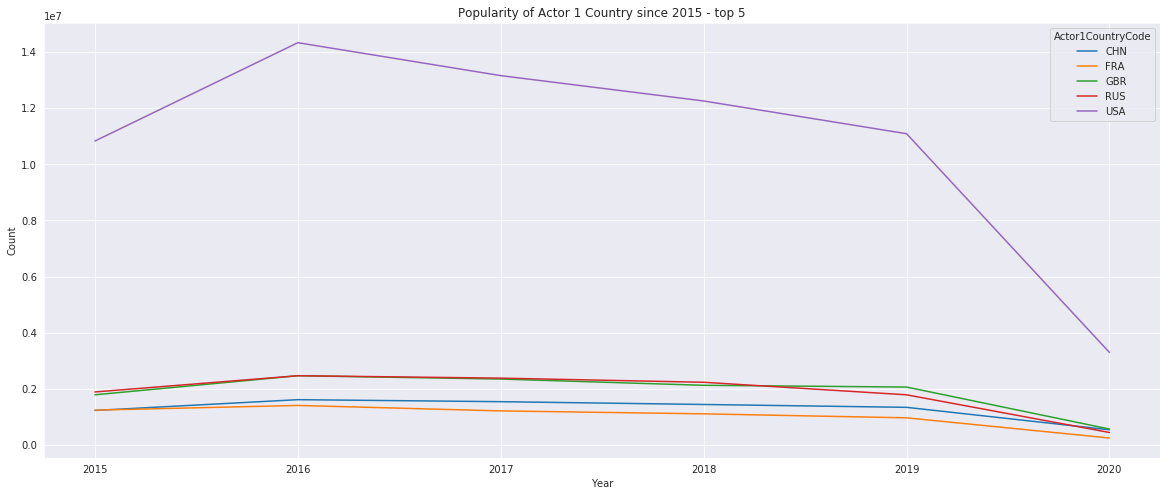 Popularity of Actor 1 Country since 2015 - top 5
1e7
Actor1CountryCode
CHN
FRA
GBR
RUS
USA
1.4
1.2
1.0
0.8
0.6
0.4
0.2
0.0
Count
2015 2016 2017 2018 2019 2020
Year